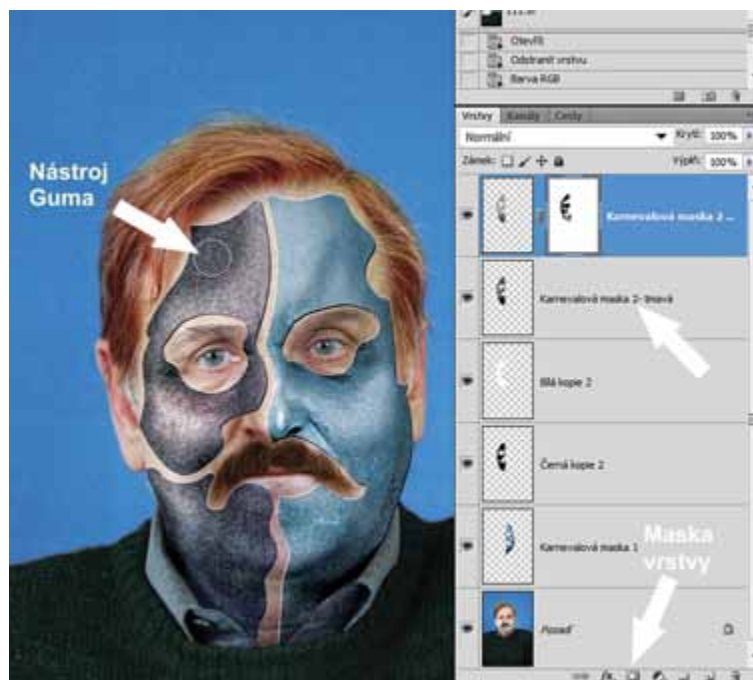 Nástroj
Guma
Otevřít
Odstranit vrstvu
Barva RGB
Vrstvy Kanály Cesty
Normální Krytí: 100%
Zámek: Výplň: 100%
Karnevalová maska 2 ...
Karnevalová maska 2- tmavá
Bílá kopie 2
Černá kopie 2
Karnevalová maska 1
Maska
vrstvy
Pozadí
fx